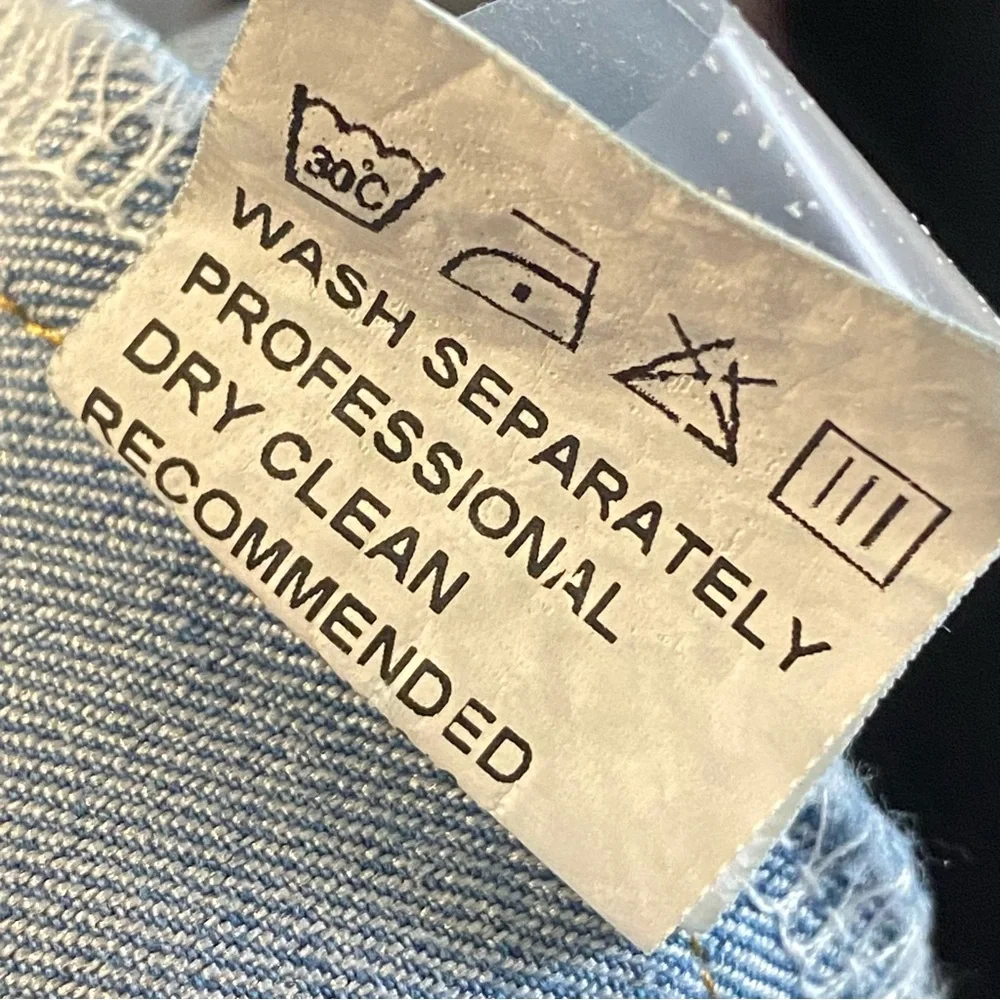 30°C
WASH SEPARATELY
PROFESSIONAL
DRY CLEAN
RECOMMENDED